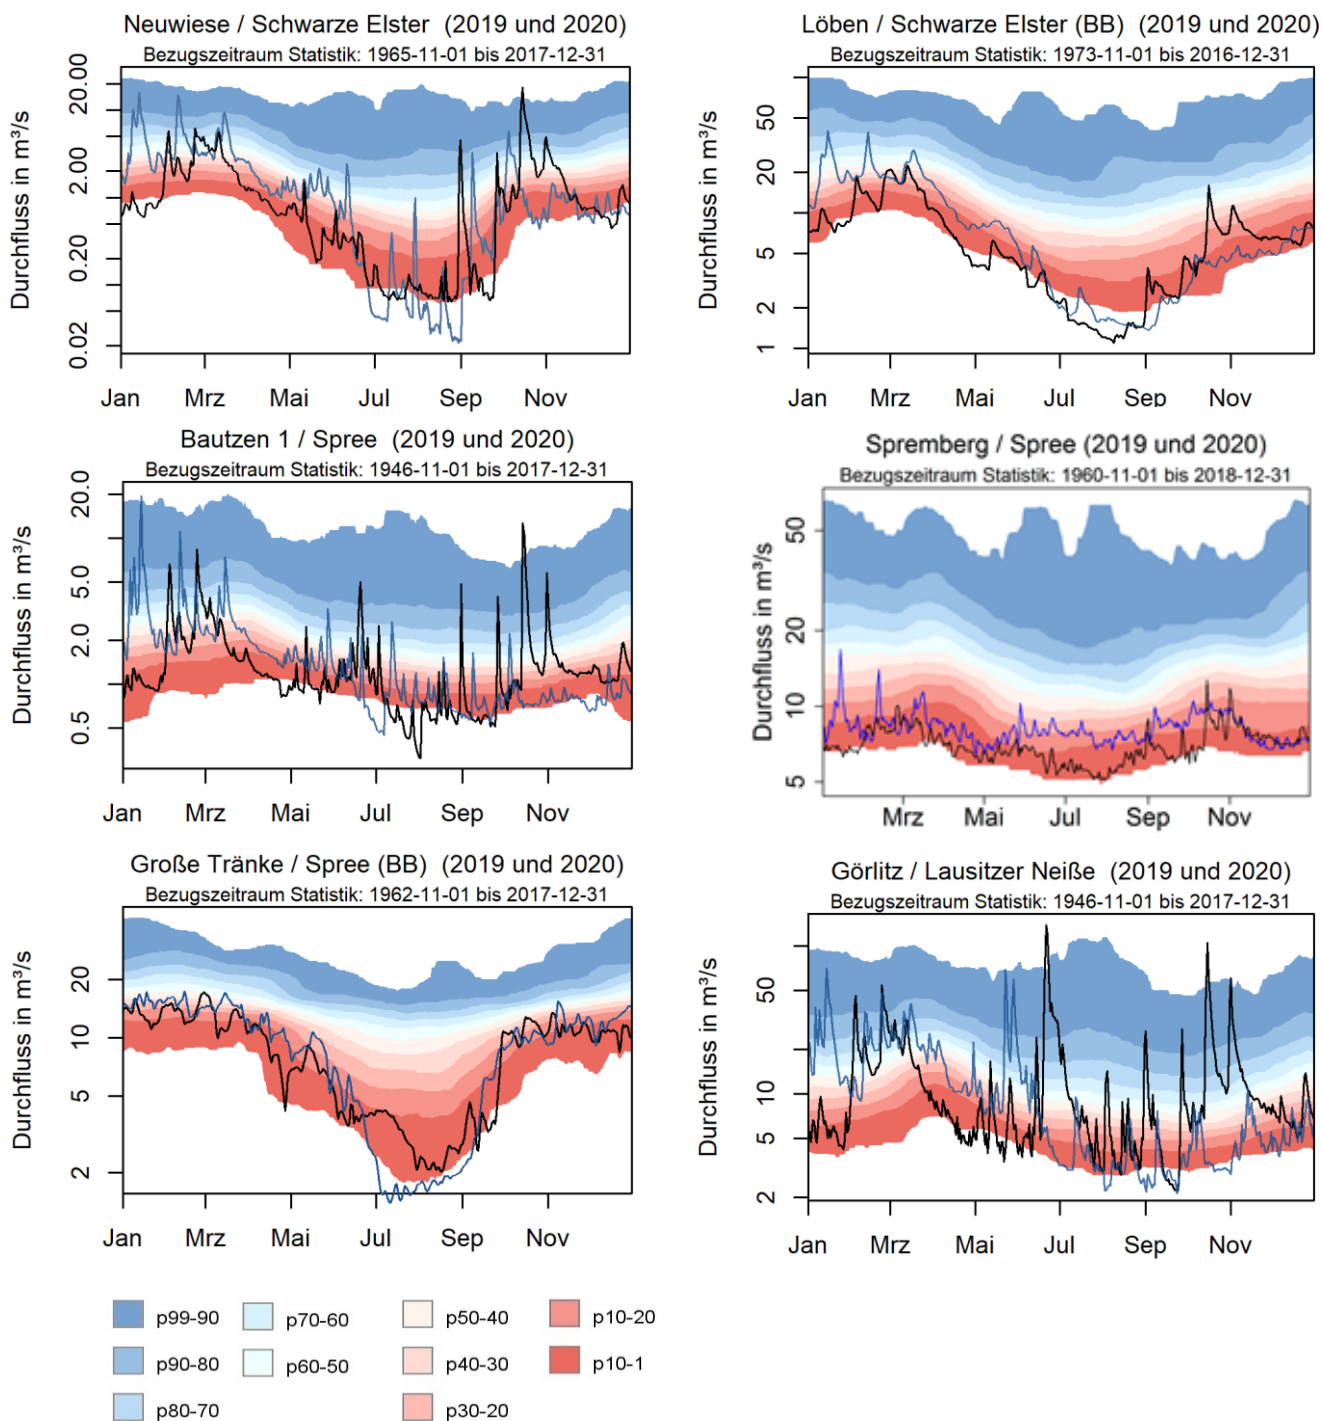 Neuwiese / Schwarze Elster (2019 und 2020)
Bezugszeitraum Statistik: 1965-11-01 bis 2017-12-31
Durchfluss in m³/s
20.00
2.00
0.20
0.02
Jan Mrz Mai Jul Sep Nov
Löben / Schwarze Elster (BB) (2019 und 2020)
Bezugszeitraum Statistik: 1973-11-01 bis 2016-12-31
Durchfluss in m³/s
50
20
5
2
1
Jan Mrz Mai Jul Sep Nov
Bautzen 1 / Spree (2019 und 2020)
Bezugszeitraum Statistik: 1946-11-01 bis 2017-12-31
Durchfluss in m³/s
20.0
5.0
2.0
0.5
Jan Mrz Mai Jul Sep Nov
Spremberg / Spree (2019 und 2020)
Bezugszeitraum Statistik: 1960-11-01 bis 2018-12-31
Durchfluss in m³/s
50
20
10
5
Mrz Mai Jul Sep Nov
Große Tränke / Spree (BB) (2019 und 2020)
Bezugszeitraum Statistik: 1962-11-01 bis 2017-12-31
Durchfluss in m³/s
20
10
5
2
Jan Mrz Mai Jul Sep Nov
Görlitz / Lausitzer Neiße (2019 und 2020)
Bezugszeitraum Statistik: 1946-11-01 bis 2017-12-31
Durchfluss in m³/s
50
10
5
2
Jan Mrz Mai Jul Sep Nov
p99-90 p70-60 p50-40 p10-20
p90-80 p60-50 p40-30 p10-1
p80-70 p30-20